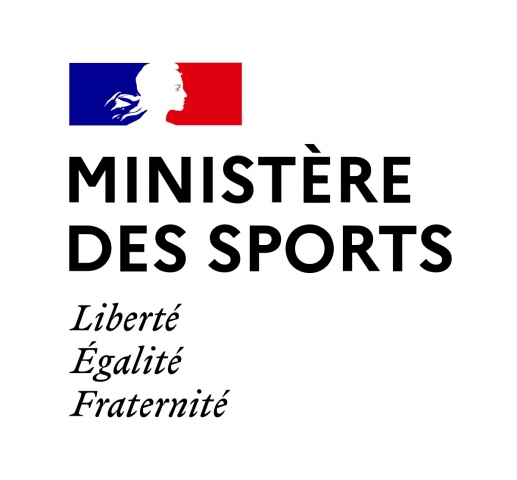 MINISTÈRE
DES SPORTS
Liberté
Égalité
Fraternité